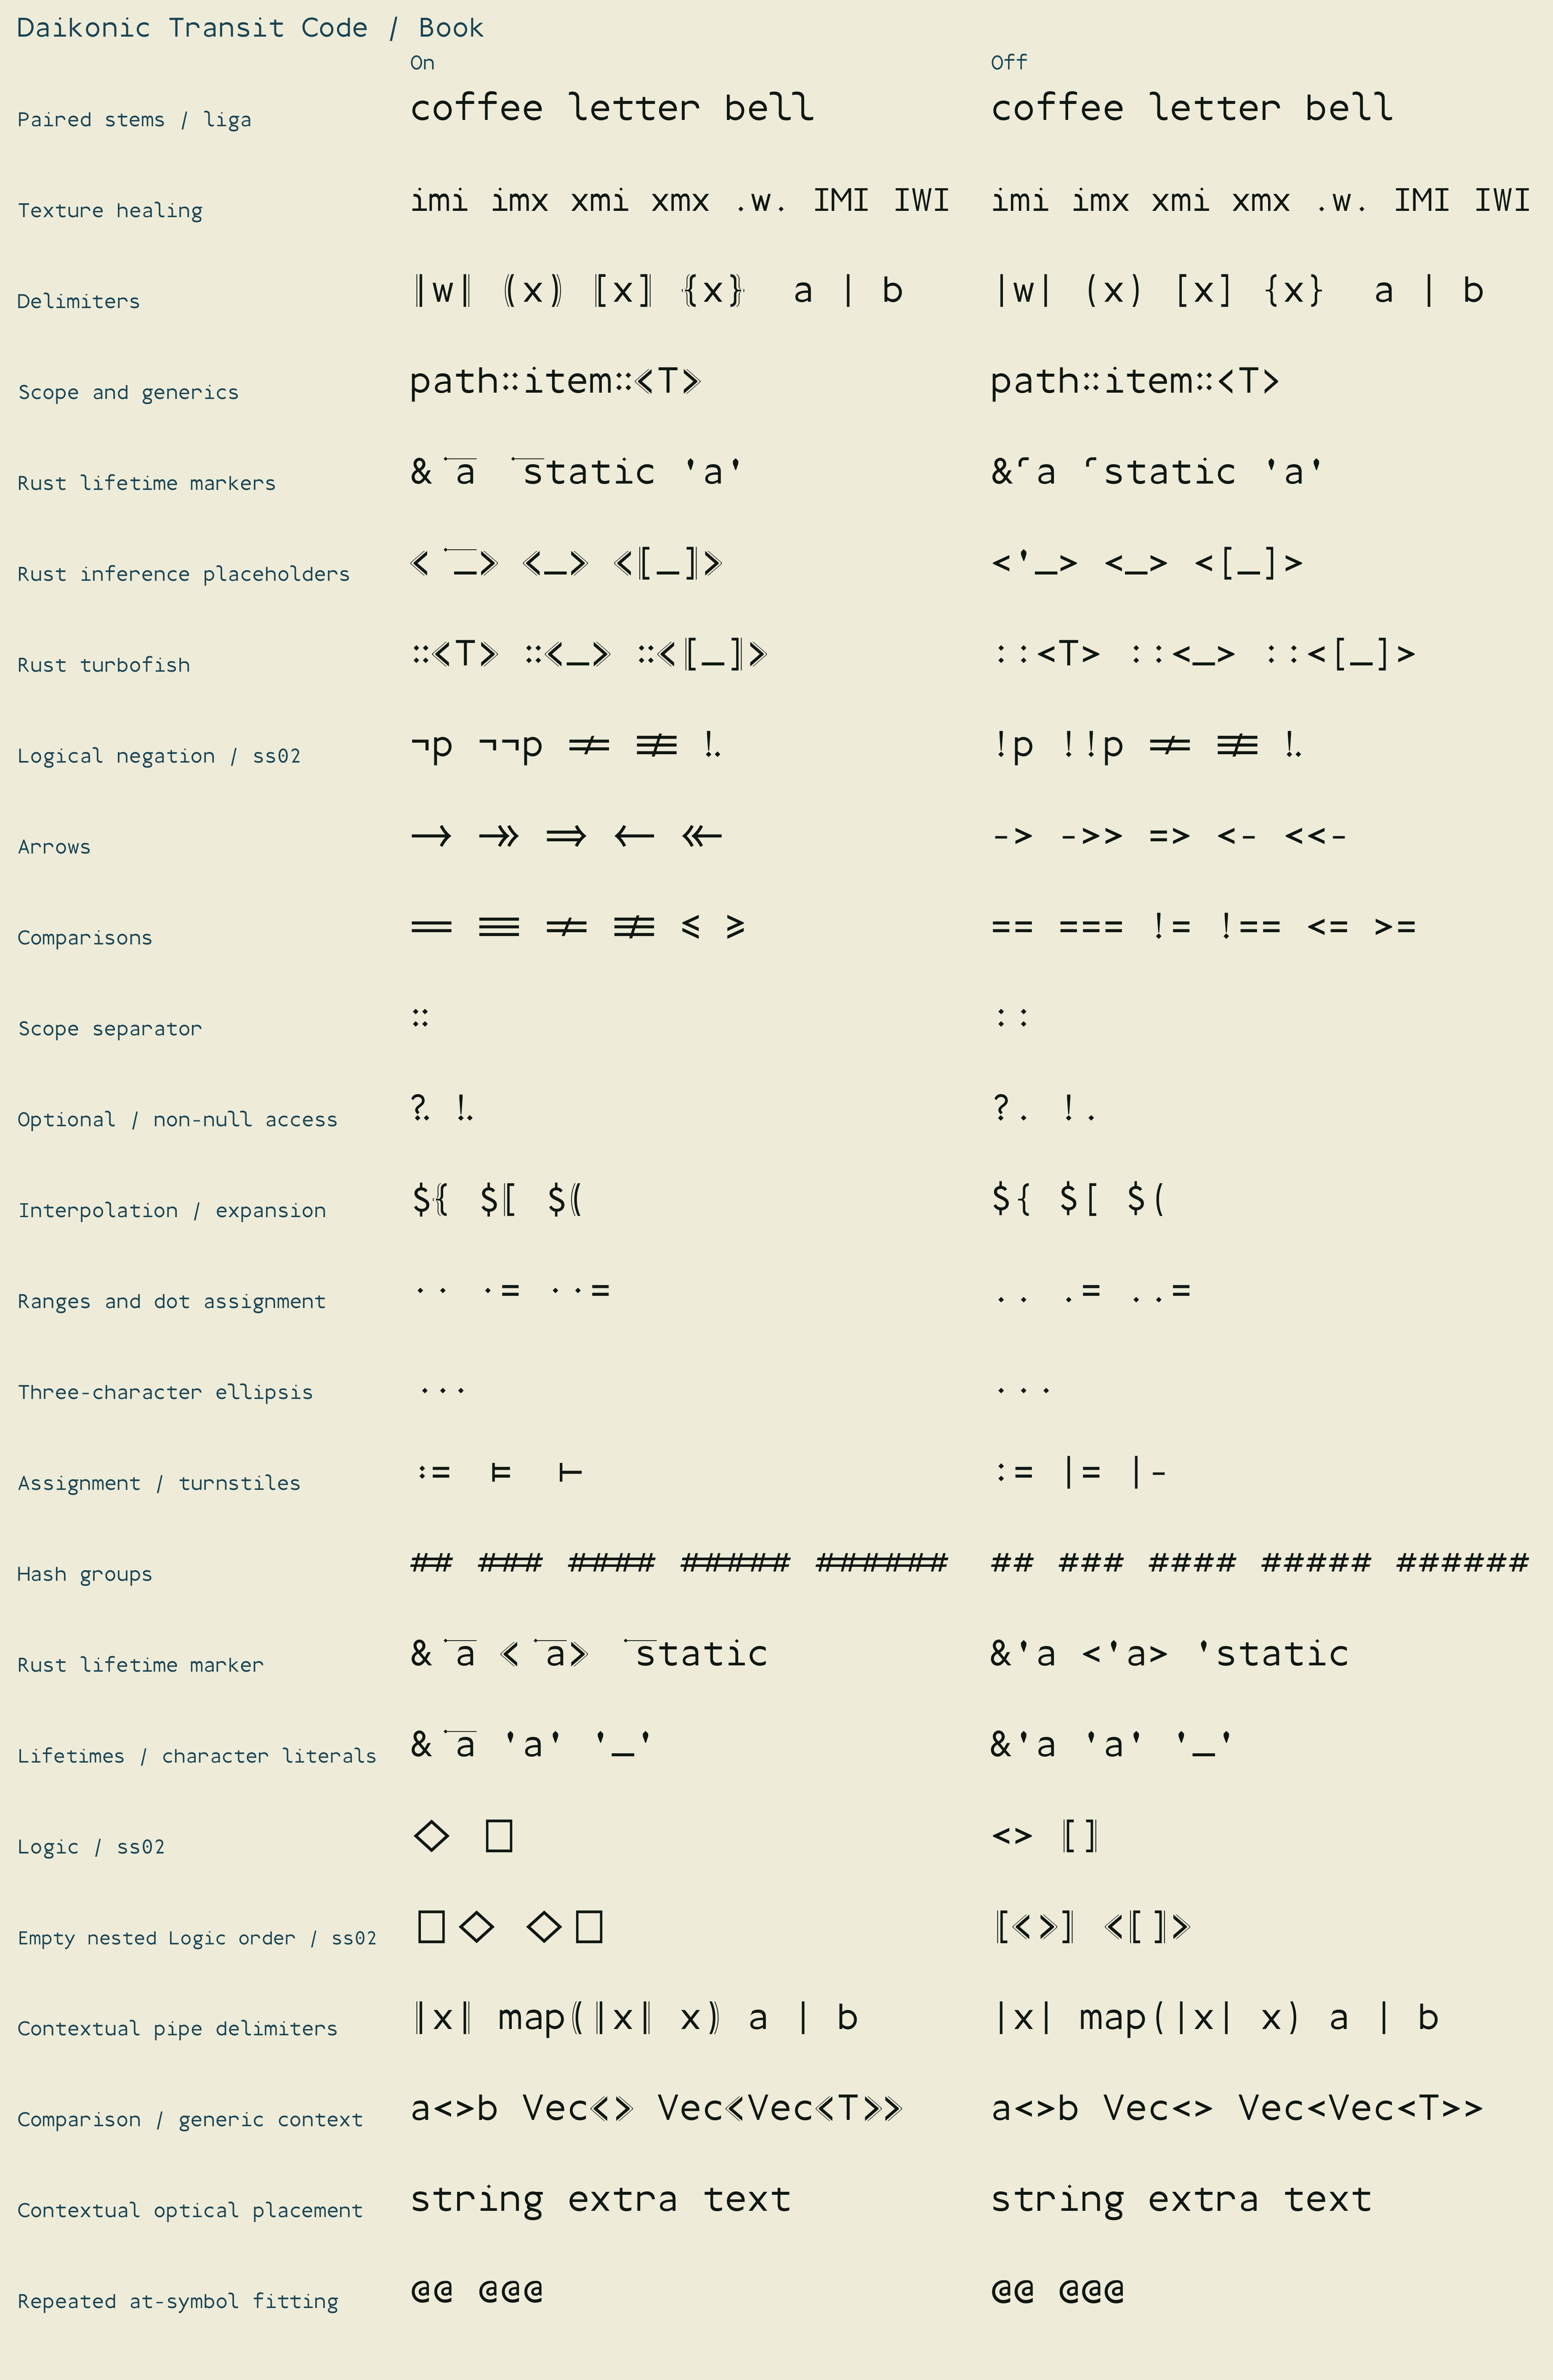 Daikonic Transit Code / Book
On Off
Paired stems / liga coffee letter bell coffee letter bell
Texture healing imi imx xmi xmx .w. IMI IWI imi imx xmi xmx .w. IMI IWI
Delimiters |w| (x) [x] {x} a | b |w| (x) [x] {x} a | b
Scope and generics path::item::<T> path::item::<T>
Rust lifetime markers &'a 'static 'a' &'a 'static 'a'
Rust inference placeholders <'_> <_> <[_]> <'_> <_> <[_]>
Rust turbofish ::<T> ::<_> ::<[_]> ::<T> ::<_> ::<[_]>
Logical negation / ss02 ¬p ¬¬p ≠ ≢ !. !p !!p ≠ ≢ !.
Arrows → ↠ ⇒ ← ↞ -> ->> => <- <<-
Comparisons == ≡ ≠ ≢ ⩽ ⩾ == === != !== <= >=
Scope separator :: ::
Optional / non-null access ?. !. ?. !.
Interpolation / expansion ${ $[ $( ${ $[ $(
Ranges and dot assignment .. .= ..= .. .= ..=
Three-character ellipsis ... ...
Assignment / turnstiles := ⊨ ⊢ := |= |-
Hash groups ## ### #### ##### ###### ## ### #### ##### ######
Rust lifetime marker &'a <'a> 'static &'a <'a> 'static
Lifetimes / character literals &'a 'a' '_' &'a 'a' '_'
Logic / ss02 ◇ □ <> []
Empty nested Logic order / ss02 □◇ ◇□ [<>] <[]>
Contextual pipe delimiters |x| map(|x| x) a | b |x| map(|x| x) a | b
Comparison / generic context a<>b Vec<> Vec<Vec<T>> a<>b Vec<> Vec<Vec<T>>
Contextual optical placement string extra text string extra text
Repeated at-symbol fitting @@ @@@ @@ @@@